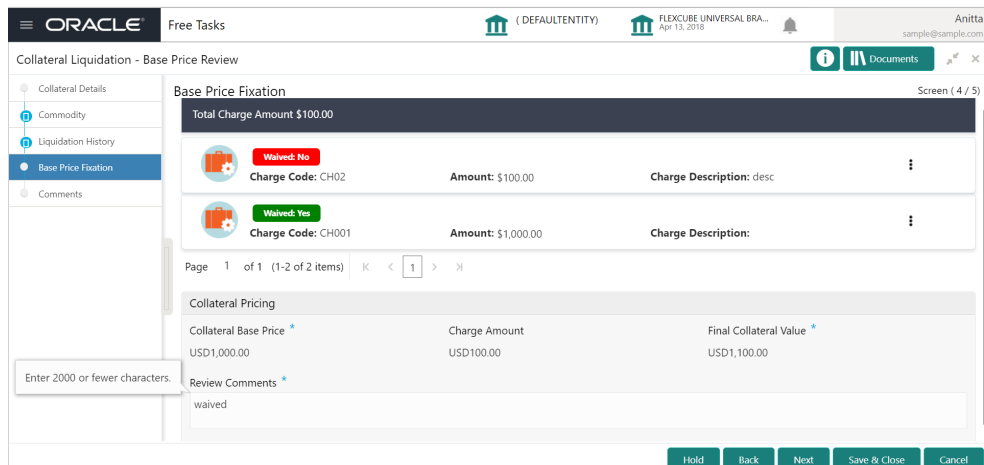 ORACLE®
Free Tasks
( DEFAULTENTITY)
FLEXCUBE UNIVERSAL BRA...
Apr 13, 2018
Anitta
sample@sample.com
Collateral Liquidation - Base Price Review
i
Documents
Collateral Details
Commodity
Liquidation History
Base Price Fixation
Comments
Base Price Fixation
Screen ( 4 / 5)
Total Charge Amount $100.00
Waived: No
Charge Code: CH02
Amount: $100.00
Charge Description: desc
Waived: Yes
Charge Code: CH001
Amount: $1,000.00
Charge Description:
Page 1 of 1 (1-2 of 2 items) K < 1 > >|
Collateral Pricing
Collateral Base Price *
Charge Amount
Final Collateral Value *
USD1,000.00
USD100.00
USD1,100.00
Enter 2000 or fewer characters.
Review Comments *
waived
Hold
Back
Next
Save & Close
Cancel